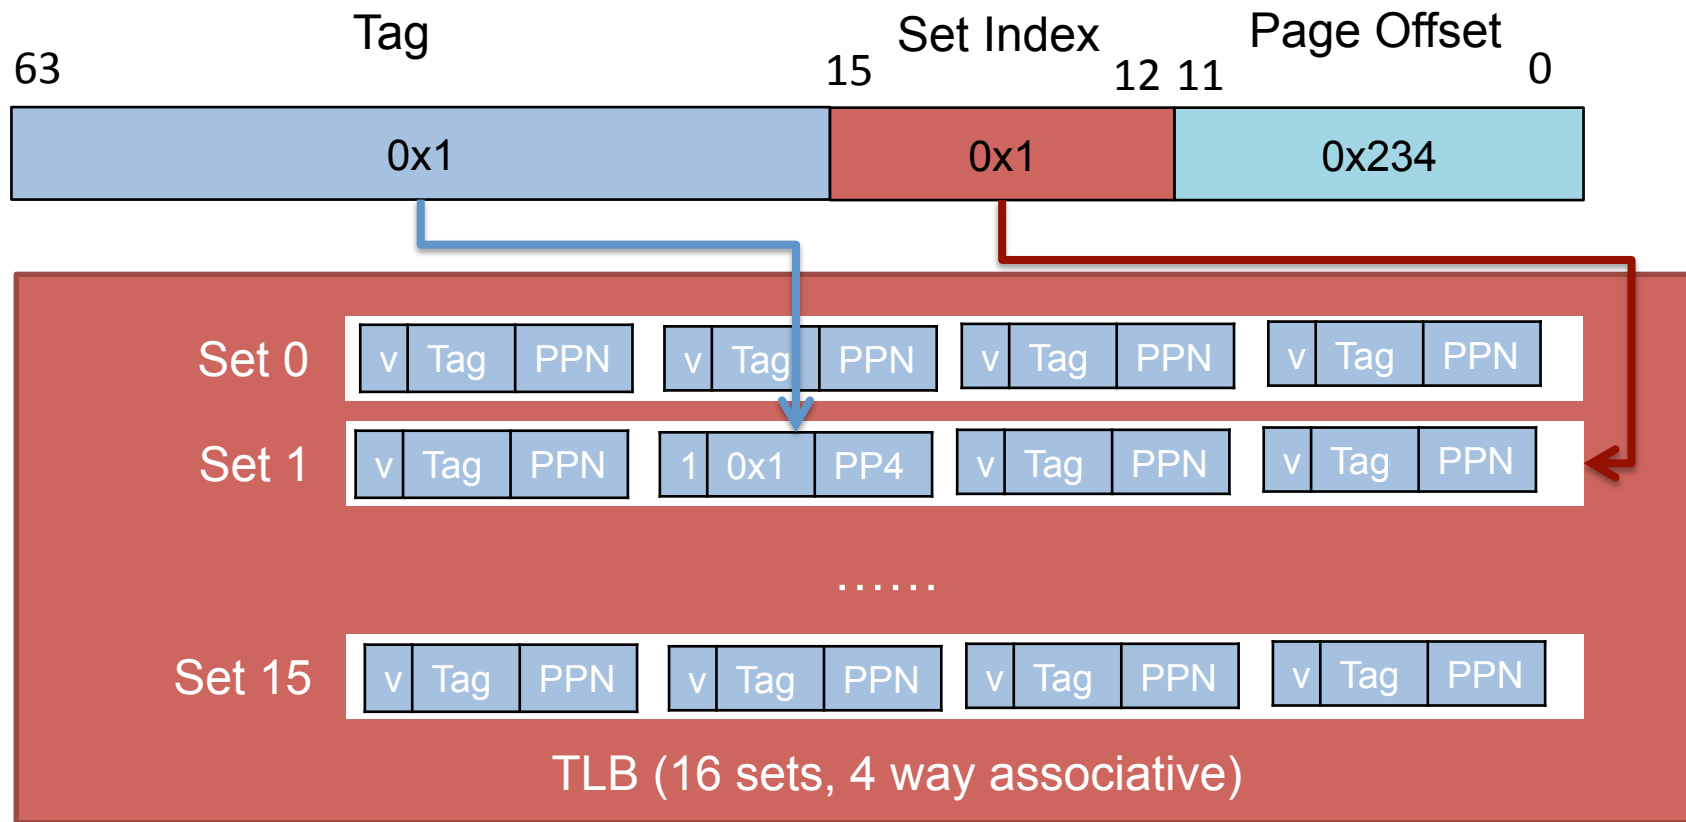 Tag Set Index Page Offset
63 15 12 11 0
0x1 0x1 0x234
Set 0 v Tag PPN v Tag PPN v Tag PPN v Tag PPN
Set 1 v Tag PPN 1 0x1 PP4 v Tag PPN v Tag PPN
......
Set 15 v Tag PPN v Tag PPN v Tag PPN v Tag PPN
TLB (16 sets, 4 way associative)